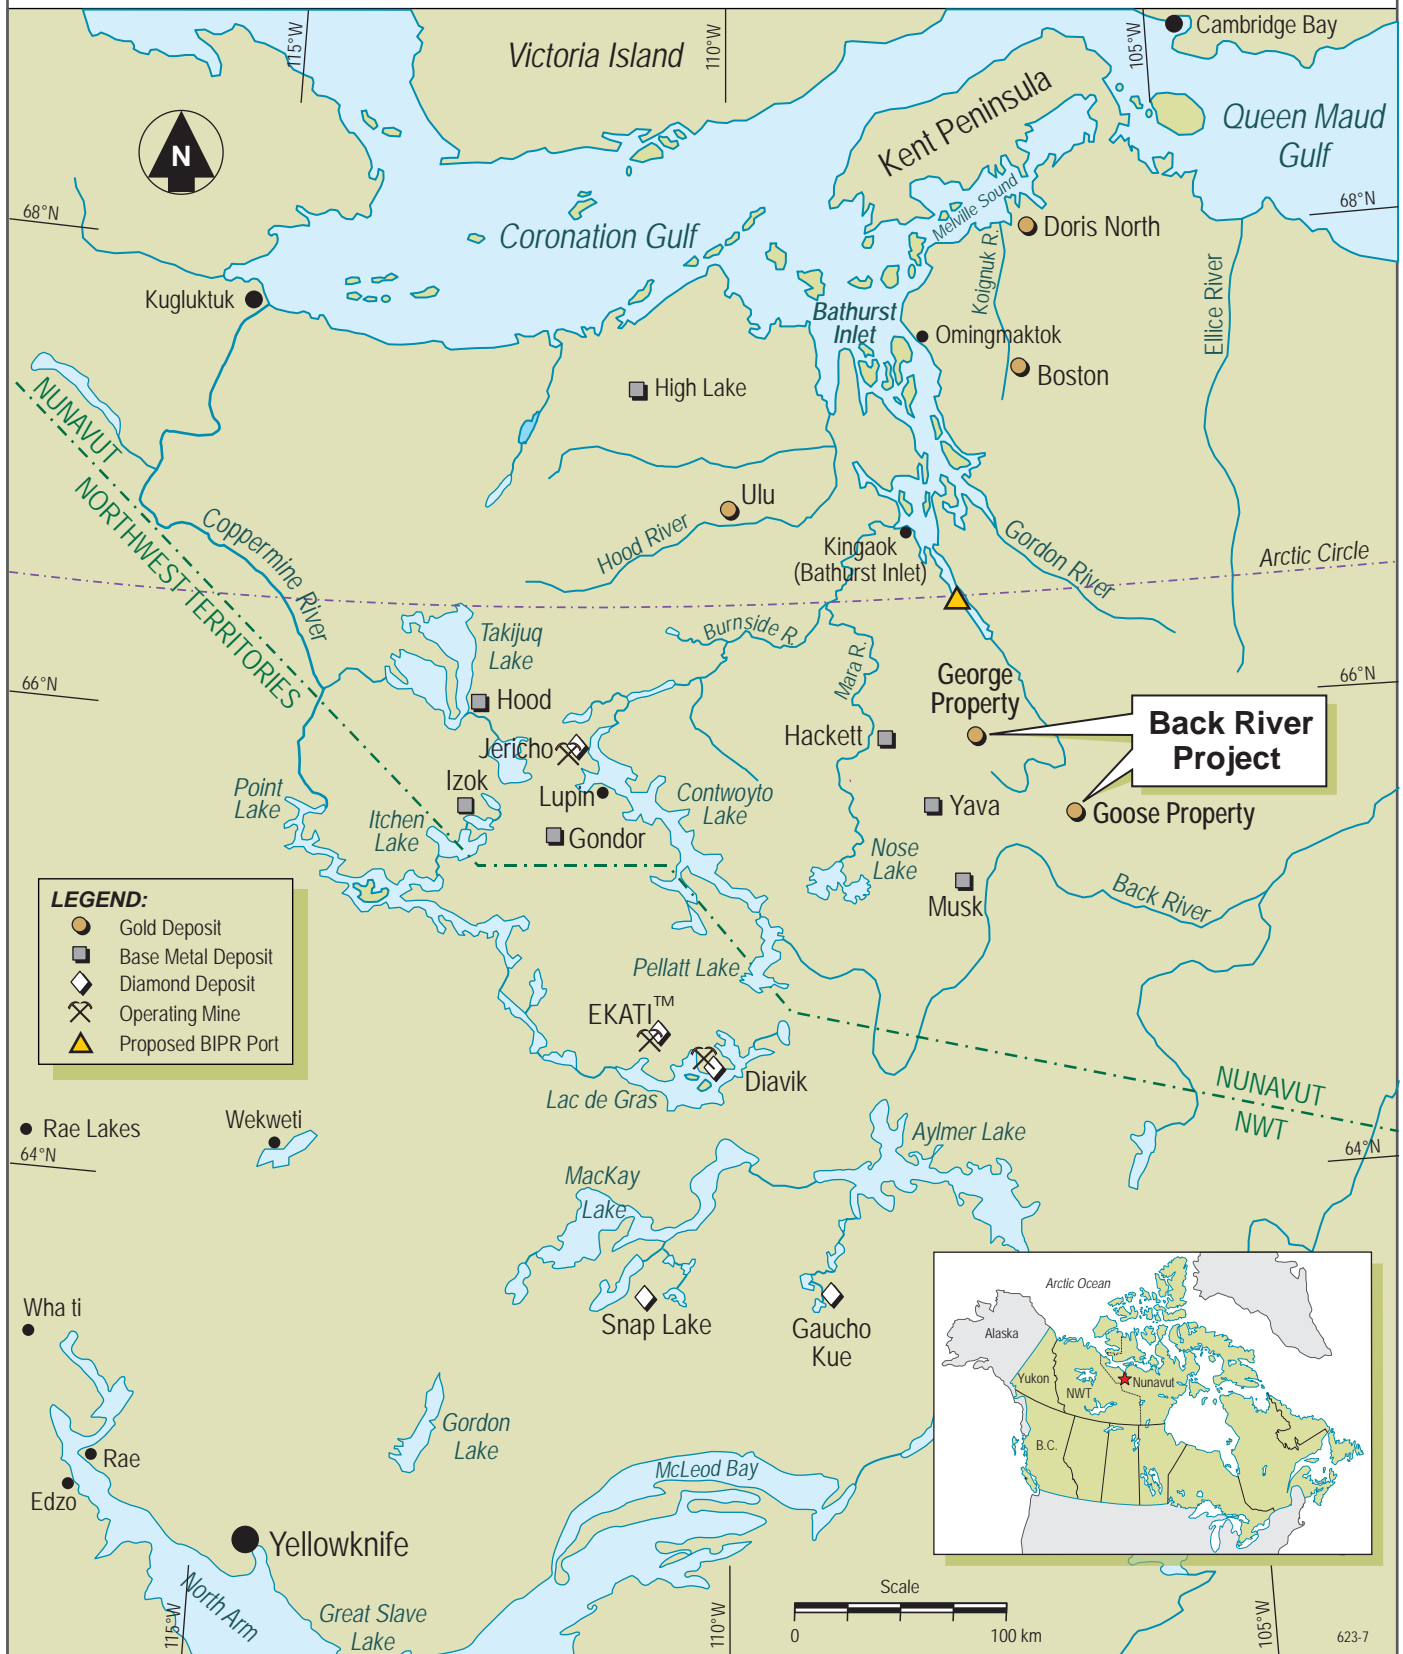 115°W
Victoria Island
110°W
105°W
Cambridge Bay
Kent Peninsula
Queen Maud
Gulf
N
68°N
68°N
Melville Sound
Doris North
Coronation Gulf
Koignuk R.
Ellice River
Kugluktuk
Bathurst
Inlet
Omingmaktok
Boston
High Lake
NUNAVUT
NORTHWEST TERRITORIES
Ulu
Coppermine River
Hood River
Gordon River
Kingaok
(Bathurst Inlet)
Arctic Circle
Takijuq
Lake
Burnside R.
Mara R.
66°N
66°N
George
Property
Hood
Back River
Project
Hackett
Jericho
Izok
Lupin
Point
Lake
Contwoyto
Lake
Yava
Goose Property
Itchen
Lake
Gondor
Nose
Lake
Back River
Musk
LEGEND:
Gold Deposit
Base Metal Deposit
Diamond Deposit
Operating Mine
Proposed BIPR Port
Pellatt Lake
EKATI™
Diavik
Lac de Gras
NUNAVUT
NWT
Rae Lakes
Wekweti
Aylmer Lake
64°N
64°N
MacKay
Lake
Snap Lake
Gaucho
Kue
Wha ti
Arctic Ocean
Alaska
Yukon
NWT
Nunavut
B.C.
Gordon
Lake
Rae
Edzo
McLeod Bay
Yellowknife
North Arm
Great Slave
Lake
115°W
110°W
105°W
Scale
0
100 km
623-7